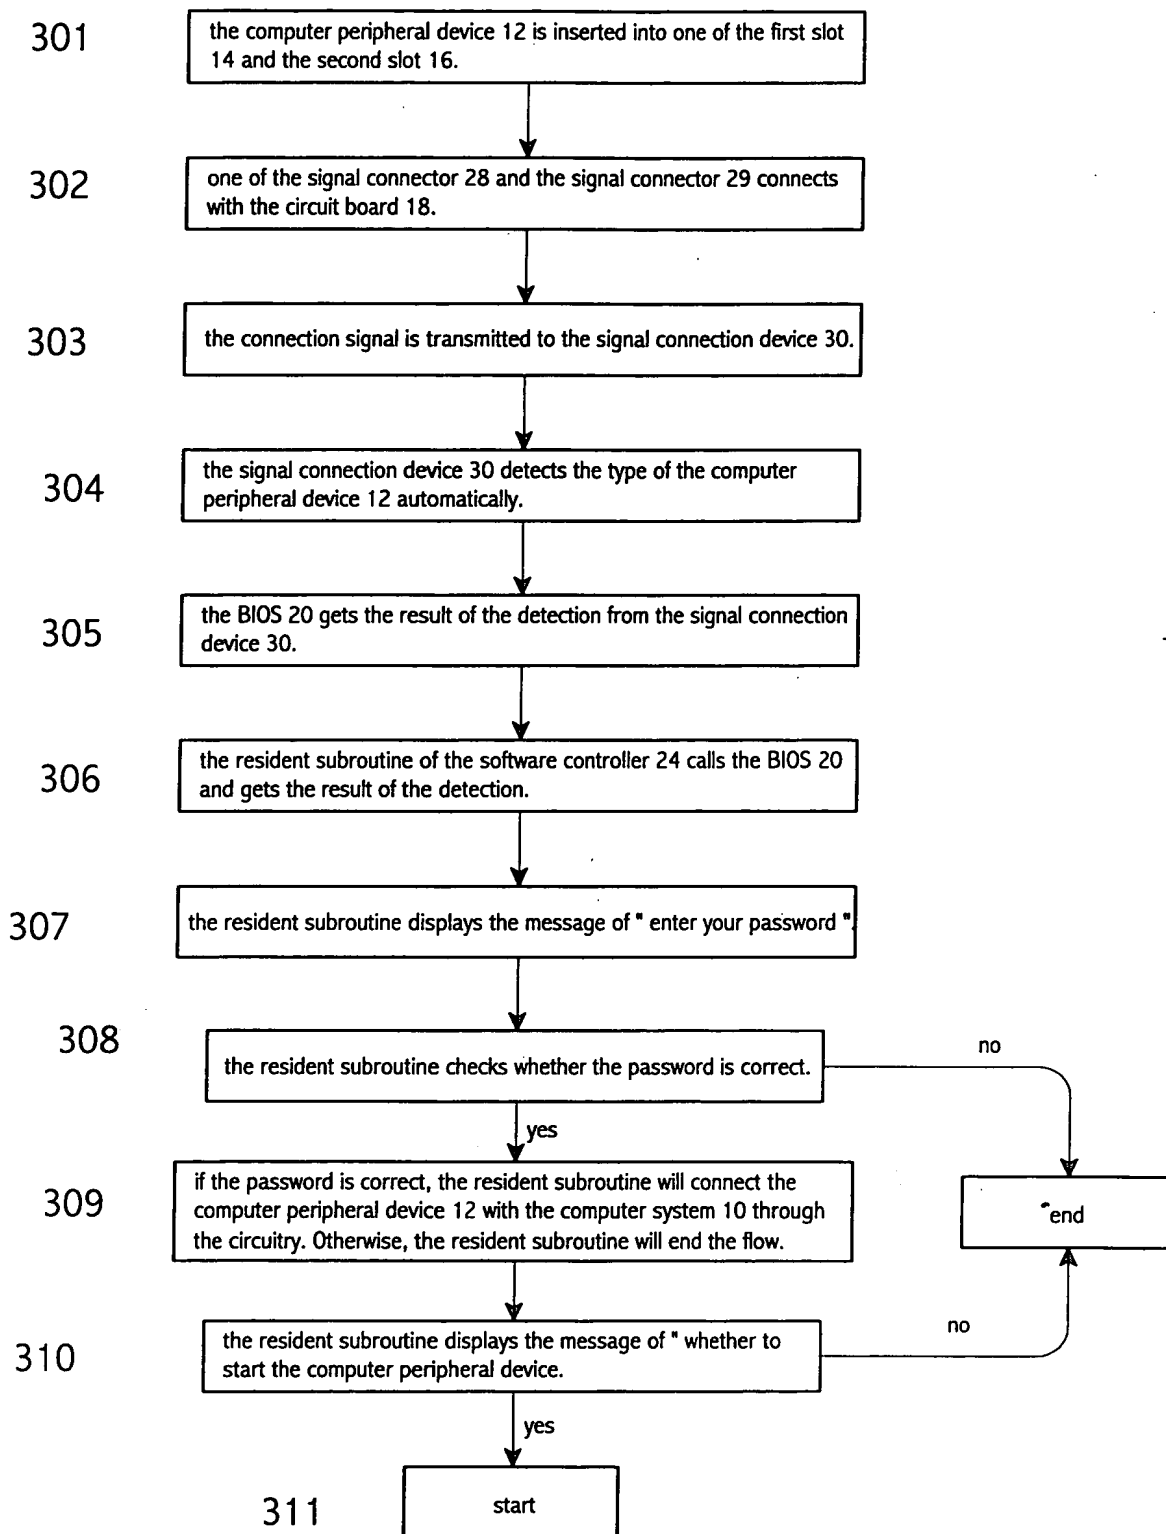 301
the computer peripheral device 12 is inserted into one of the first slot
14 and the second slot 16.
302
one of the signal connector 28 and the signal connector 29 connects
with the circuit board 18.
303
the connection signal is transmitted to the signal connection device 30.
304
the signal connection device 30 detects the type of the computer
peripheral device 12 automatically.
305
the BIOS 20 gets the result of the detection from the signal connection
device 30.
306
the resident subroutine of the software controller 24 calls the BIOS 20
and gets the result of the detection.
307
the resident subroutine displays the message of " enter your password ".
308
the resident subroutine checks whether the password is correct.
no
yes
309
if the password is correct, the resident subroutine will connect the
computer peripheral device 12 with the computer system 10 through
the circuitry. Otherwise, the resident subroutine will end the flow.
end
310
the resident subroutine displays the message of " whether to
start the computer peripheral device.
no
yes
311
start